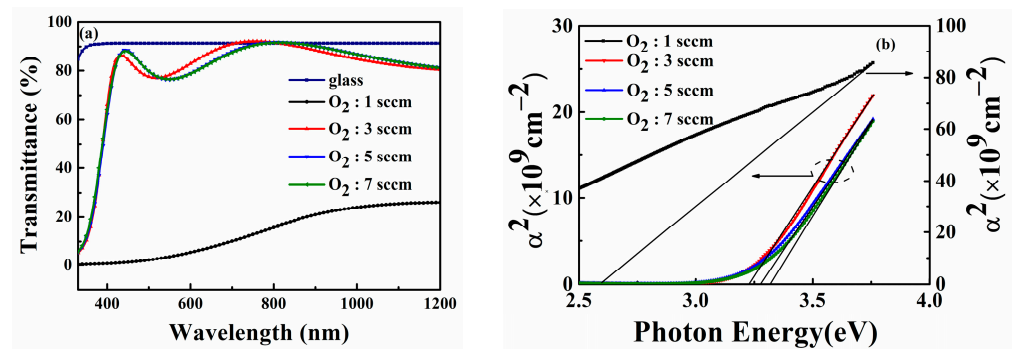 (a)
Transmittance (%)
100
80
60
40
20
0
glass
O2 : 1 sccm
O2 : 3 sccm
O2 : 5 sccm
O2 : 7 sccm
400 600 800 1000 1200
Wavelength (nm)
(b)
α² (×10⁹cm⁻²)
30
20
10
0
O2 : 1 sccm
O2 : 3 sccm
O2 : 5 sccm
O2 : 7 sccm
100
80
60
40
20
0
α² (×10⁹cm⁻²)
2.5 3.0 3.5 4.0
Photon Energy(eV)